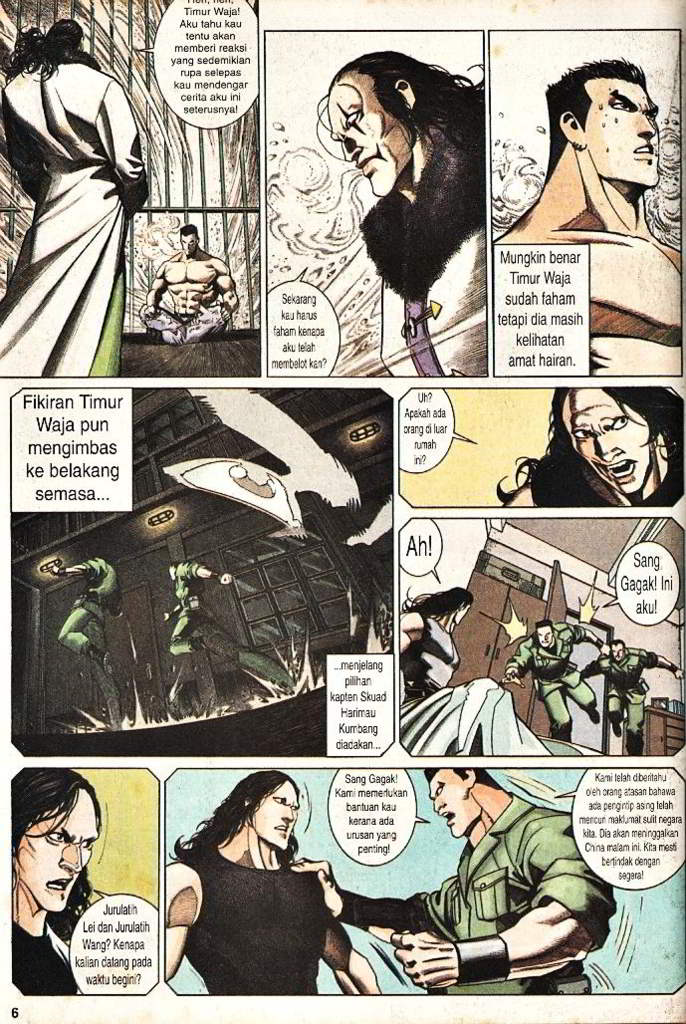 Heh, heh,
Timur Waja!
Aku tahu kau
tentu akan
memberi reaksi
yang sedemikian
rupa selepas
kau mendengar
cerita aku ini
seterusnya!
Sekarang
kau harus
faham kenapa
aku telah
membelot kan?
Mungkin benar
Timur Waja
sudah faham
tetapi dia masih
kelihatan
amat hairan.
Fikiran Timur
Waja pun
mengimbas
ke belakang
semasa...
...menjelang
pilihan
kapten Skuad
Harimau
Kumbang
diadakan...
Uh?
Apakah ada
orang di luar
rumah
ini?
Ah!
Sang
Gagak! Ini
aku!
Jurulatih
Lei dan Jurulatih
Wang? Kenapa
kalian datang pada
waktu begini?
Sang Gagak!
Kami memerlukan
bantuan kau
kerana ada
urusan yang
penting!
Kami telah diberitahu
oleh orang atasan bahawa
ada pengintip asing telah
mencuri maklumat sulit negara
kita. Dia akan meninggalkan
China malam ini. Kita mesti
bertindak dengan
segera!
6